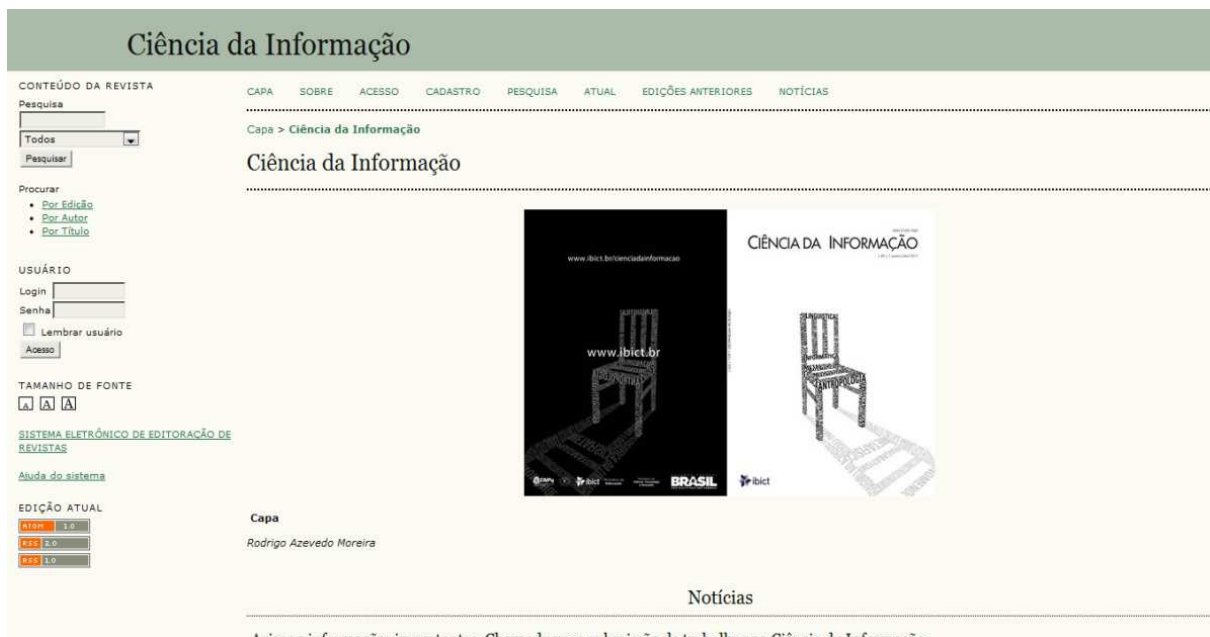 Ciência da Informação
CONTEÚDO DA REVISTA
Pesquisa
Todos
Pesquisar
Procurar
Por Edição
Por Autor
Por Título
USUÁRIO
Login
Senha
Lembrar usuário
Acesso
TAMANHO DE FONTE
A A A
SISTEMA ELETRÔNICO DE EDITORAÇÃO DE
REVISTAS
Ajuda do sistema
EDIÇÃO ATUAL
ATOM 1.0
RSS 2.0
RSS 1.0
CAPA SOBRE ACESSO CADASTRO PESQUISA ATUAL EDIÇÕES ANTERIORES NOTÍCIAS
Capa > Ciência da Informação
Ciência da Informação
www.ibict.br/cienciadainformacao
www.ibict.br
BRASIL
ibict
CIÊNCIA DA INFORMAÇÃO
LINGUÍSTICA
INFORMÁTICA
ANTROPOLOGIA
ibict
Capa
Rodrigo Azevedo Moreira
Notícias